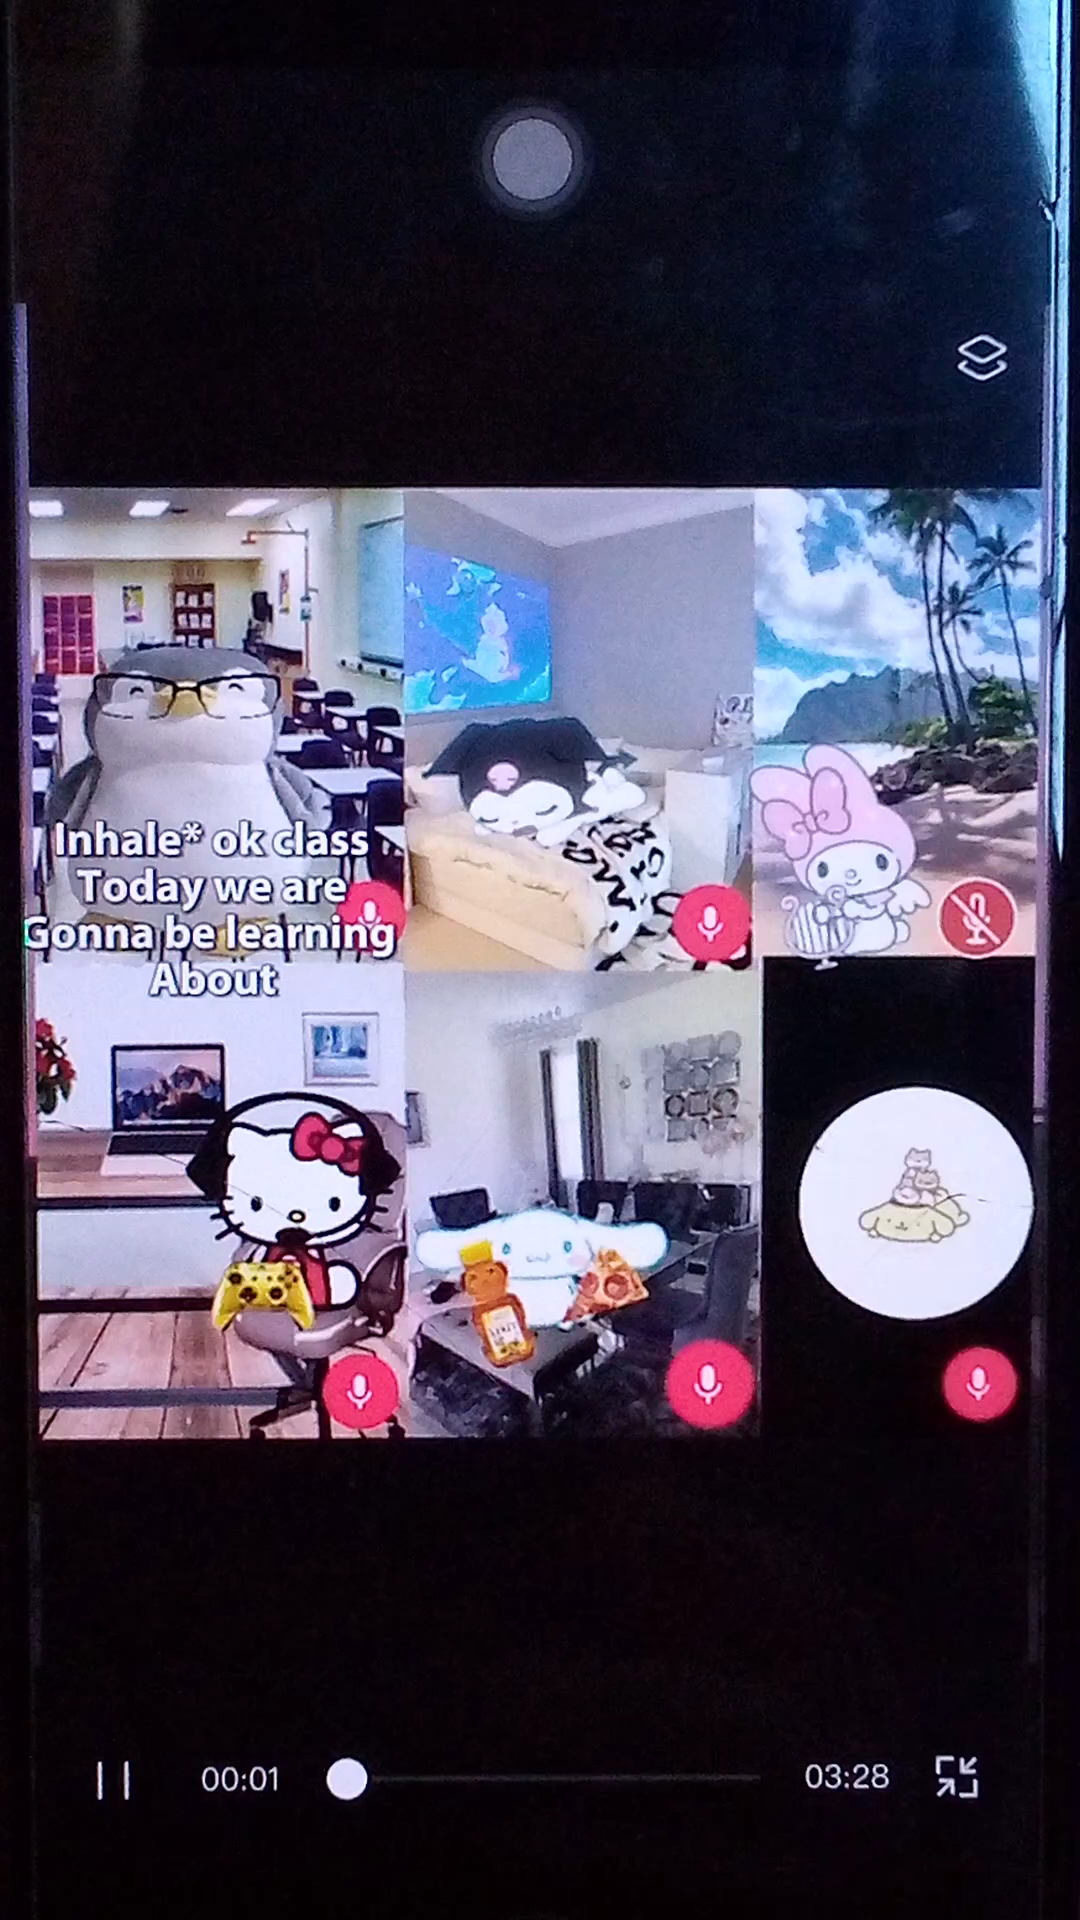 Inhale* ok class
Today we are
Gonna be learning
About
00:01
03:28